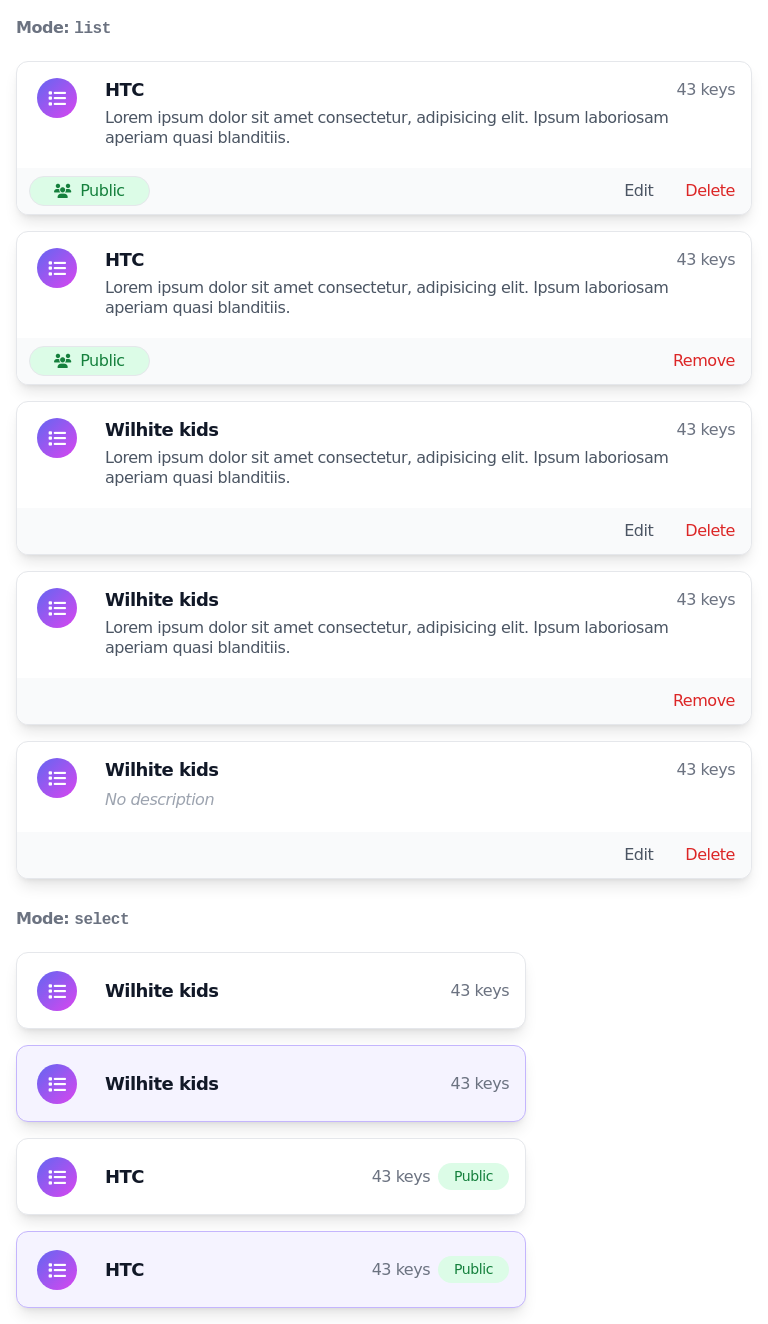 Mode: list
HTC
43 keys
Lorem ipsum dolor sit amet consectetur, adipisicing elit. Ipsum laboriosam
aperiam quasi blanditiis.
Public
Edit
Delete
HTC
43 keys
Lorem ipsum dolor sit amet consectetur, adipisicing elit. Ipsum laboriosam
aperiam quasi blanditiis.
Public
Remove
Wilhite kids
43 keys
Lorem ipsum dolor sit amet consectetur, adipisicing elit. Ipsum laboriosam
aperiam quasi blanditiis.
Edit
Delete
Wilhite kids
43 keys
Lorem ipsum dolor sit amet consectetur, adipisicing elit. Ipsum laboriosam
aperiam quasi blanditiis.
Remove
Wilhite kids
43 keys
No description
Edit
Delete
Mode: select
Wilhite kids
43 keys
Wilhite kids
43 keys
HTC
43 keys
Public
HTC
43 keys
Public